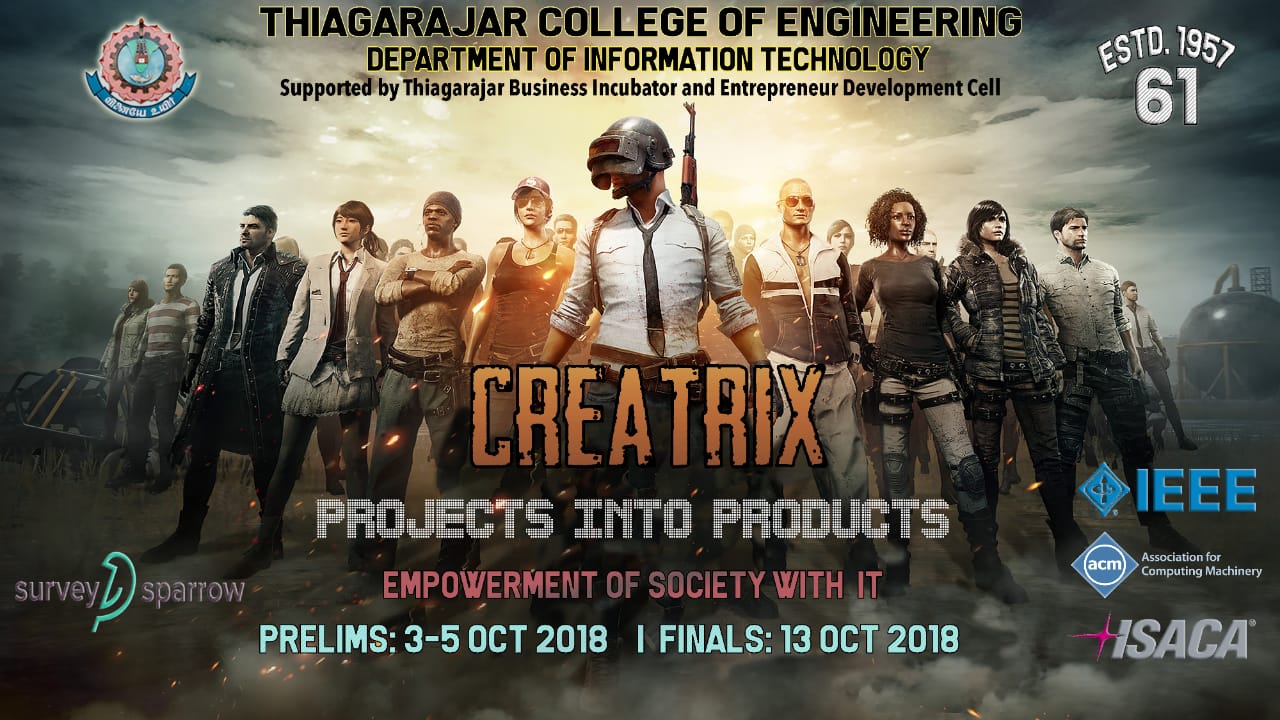 THIAGARAJAR COLLEGE OF ENGINEERING
DEPARTMENT OF INFORMATION TECHNOLOGY
Supported by Thiagarajar Business Incubator and Entrepreneur Development Cell
ESTD. 1957
61
வினையே உயிர்
CREATRIX
PROJECTS INTO PRODUCTS
EMPOWERMENT OF SOCIETY WITH IT
PRELIMS: 3-5 OCT 2018 | FINALS: 13 OCT 2018
survey sparrow
IEEE
acm
Association for
Computing Machinery
ISACA®